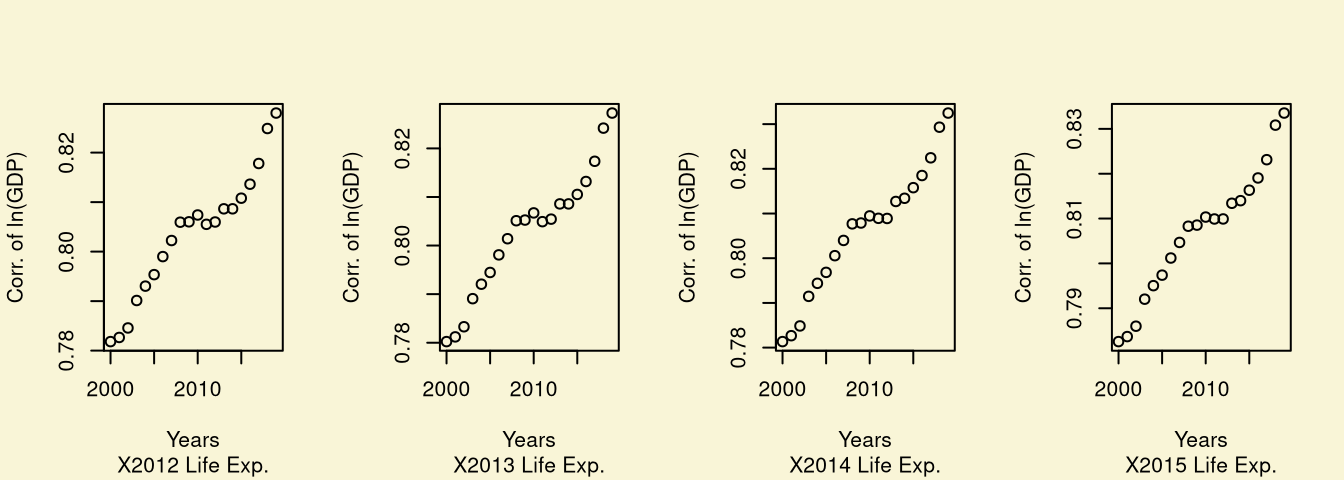 Corr. of ln(GDP)
0.78 0.80 0.82
2000 2010
Years
X2012 Life Exp.
Corr. of ln(GDP)
0.78 0.80 0.82
2000 2010
Years
X2013 Life Exp.
Corr. of ln(GDP)
0.78 0.80 0.82
2000 2010
Years
X2014 Life Exp.
Corr. of ln(GDP)
0.79 0.81 0.83
2000 2010
Years
X2015 Life Exp.